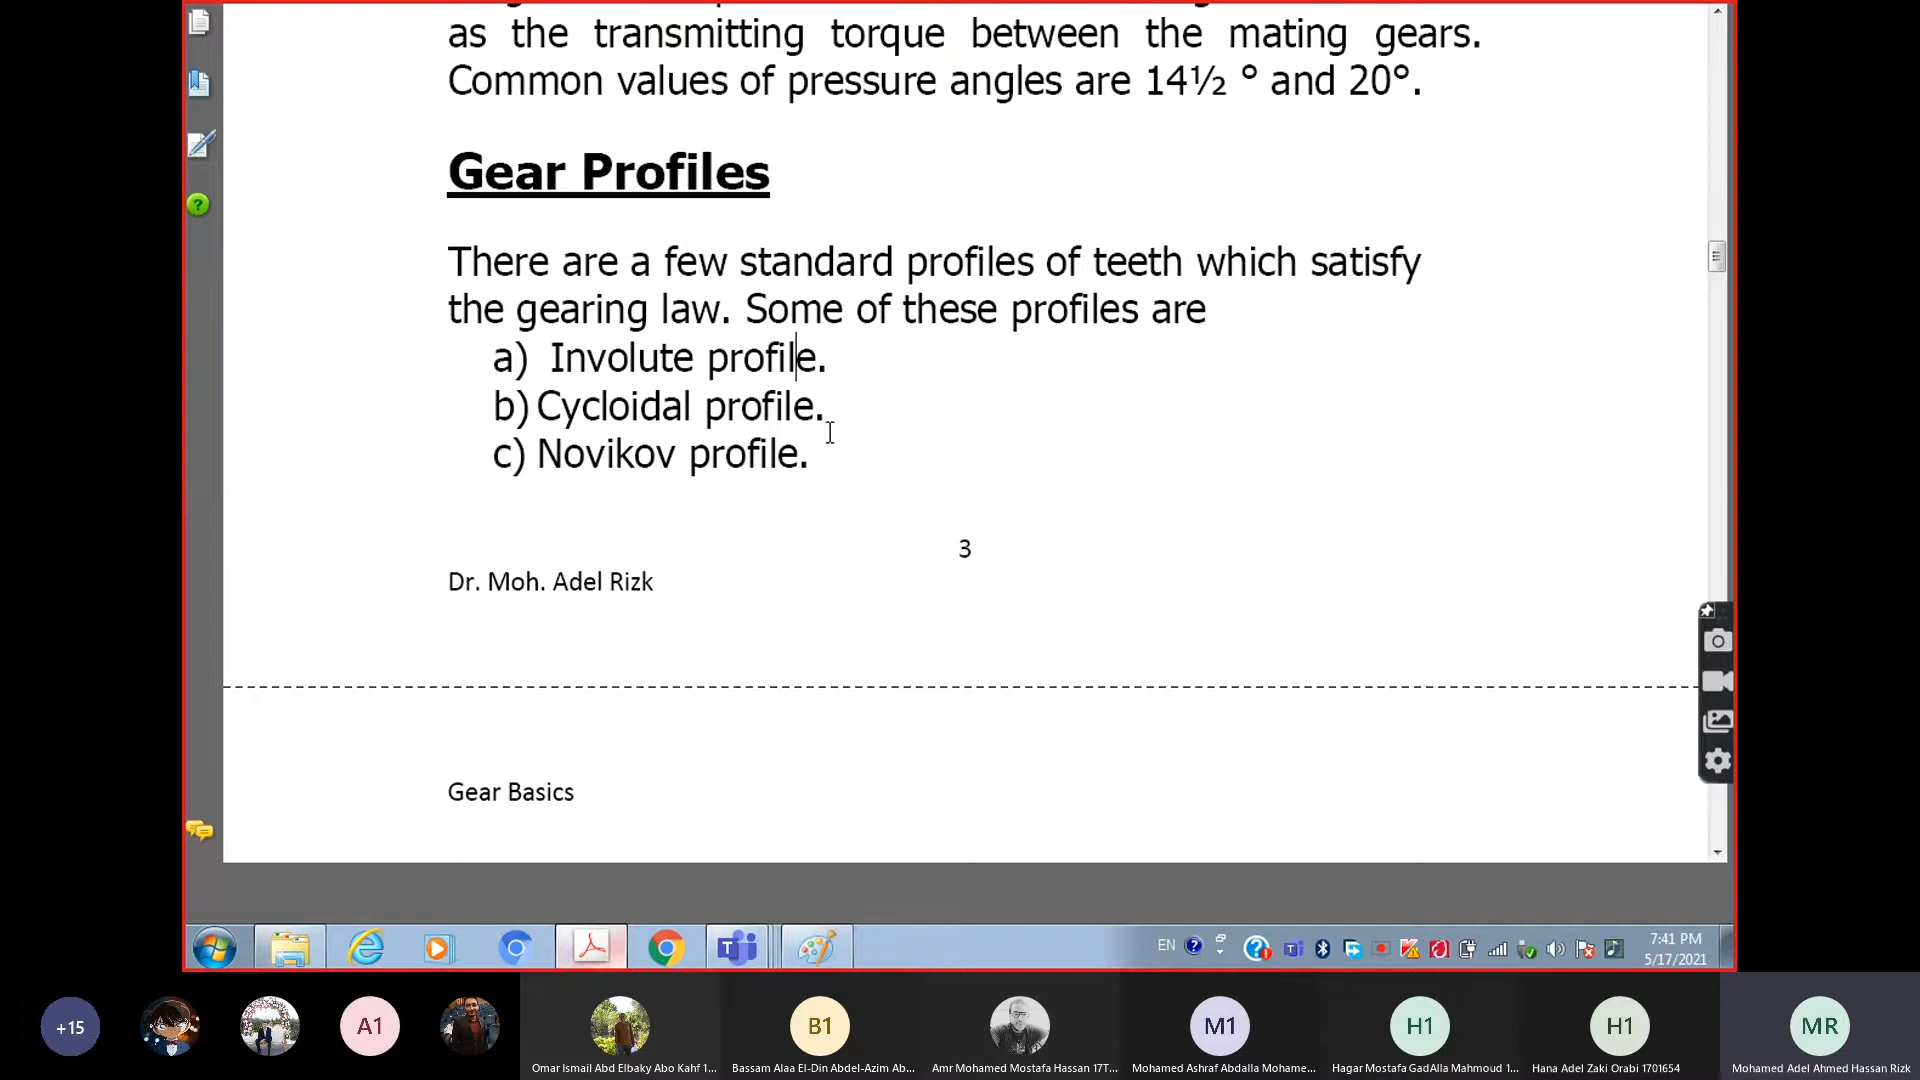 as the transmitting torque between the mating gears.
Common values of pressure angles are 14½ ° and 20°.
Gear Profiles
There are a few standard profiles of teeth which satisfy
the gearing law. Some of these profiles are
a) Involute profile.
b) Cycloidal profile.
c) Novikov profile.
3
Dr. Moh. Adel Rizk
Gear Basics
EN
7:41 PM
5/17/2021
+15
A1
B1
M1
H1
H1
MR
Omar Ismail Abd Elbaky Abo Kahf 1...
Bassam Alaa El-Din Abdel-Azim Ab...
Amr Mohamed Mostafa Hassan 17T...
Mohamed Ashraf Abdalla Mohame...
Hagar Mostafa GadAlla Mahmoud 1...
Hana Adel Zaki Orabi 1701654
Mohamed Adel Ahmed Hassan Rizk